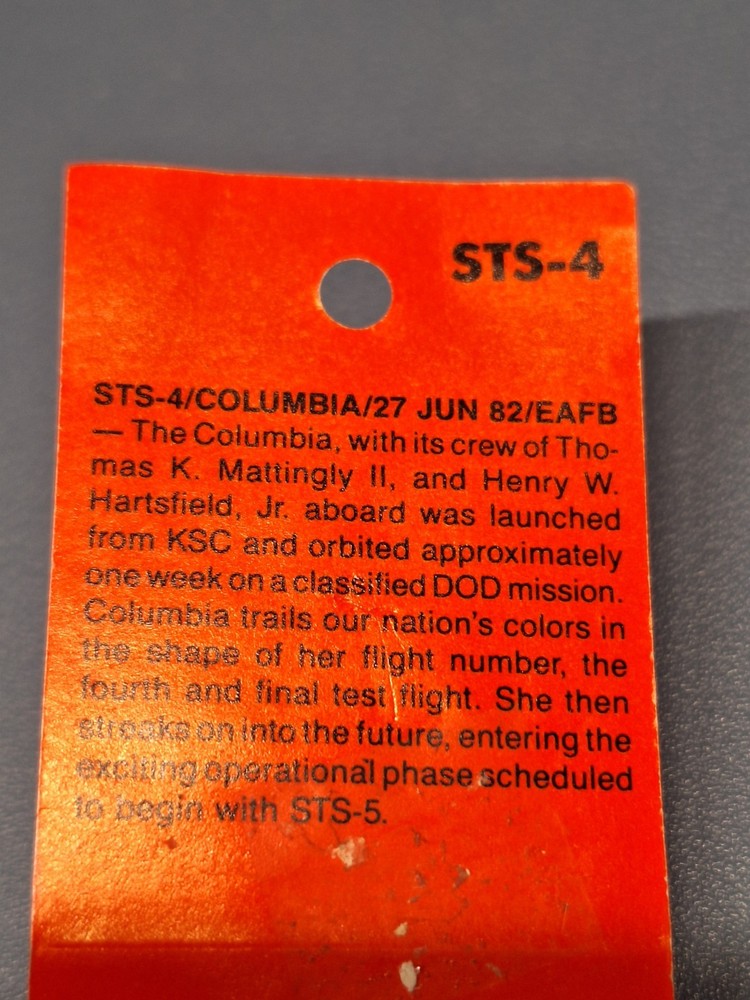 STS-4
STS-4/COLUMBIA/27 JUN 82/EAFB
— The Columbia, with its crew of Tho-
mas K. Mattingly II, and Henry W.
Hartsfield, Jr. aboard was launched
from KSC and orbited approximately
one week on a classified DOD mission.
Columbia trails our nation's colors in
the shape of her flight number, the
fourth and final test flight. She then
streaks on into the future, entering the
exciting operational phase scheduled
to begin with STS-5.